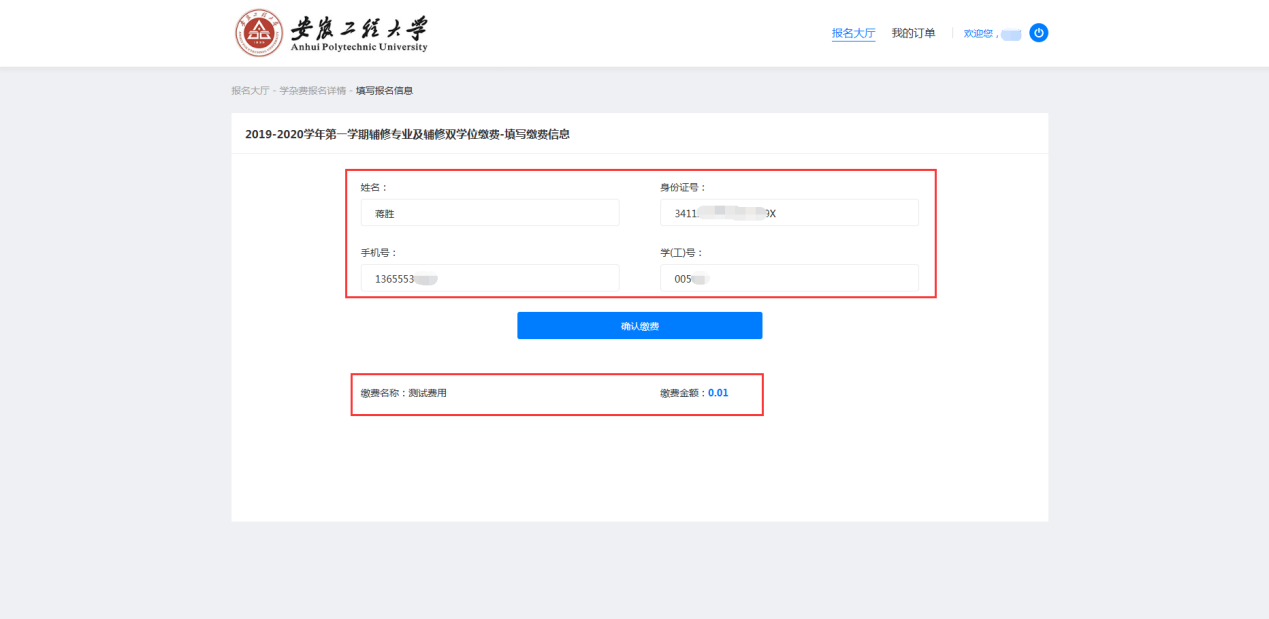 安徽工程大学
Anhui Polytechnic University
报名大厅 我的订单 欢迎您，
报名大厅 - 学杂费报名详情 - 填写报名信息
2019-2020学年第一学期辅修专业及辅修双学位缴费-填写缴费信息
姓名： 身份证号：
蒋胜 3411 9X
手机号： 学(工)号：
1365553 005
确认缴费
缴费名称：测试费用 缴费金额：0.01